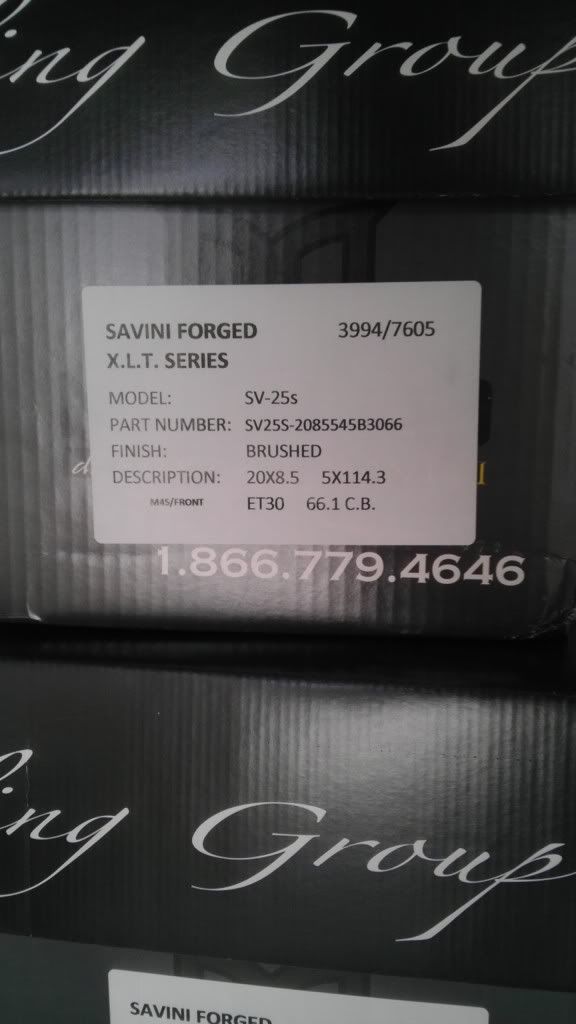 ing Group
SAVINI FORGED 3994/7605
X.L.T. SERIES
MODEL: SV-25s
PART NUMBER: SV25S-2085545B3066
FINISH: BRUSHED
DESCRIPTION: 20X8.5 5X114.3
M45/FRONT ET30 66.1 C.B.
1.866.779.4646
ing Group
SAVINI FORGED